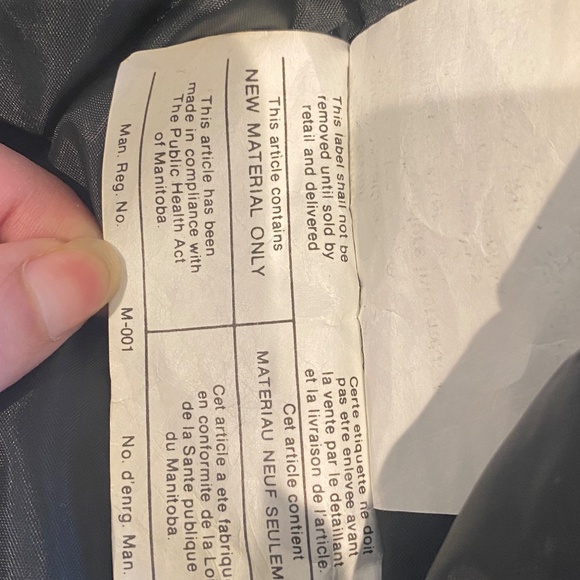 This label shall not be
removed until sold by
retail and delivered
Certe etiquette ne doit
pas etre enlevee avant
la vente par le detaillant
et la livraison de l'article.
This article contains
NEW MATERIAL ONLY
Cet article contient
MATERIAU NEUF SEULEM
This article has been
made in compliance with
The Public Health Act
of Manitoba.
Cet article a ete fabriqu
en conformite de la Lo
de la Sante publique
du Manitoba.
Man. Reg. No. M-001 No. d'enrg. Man.